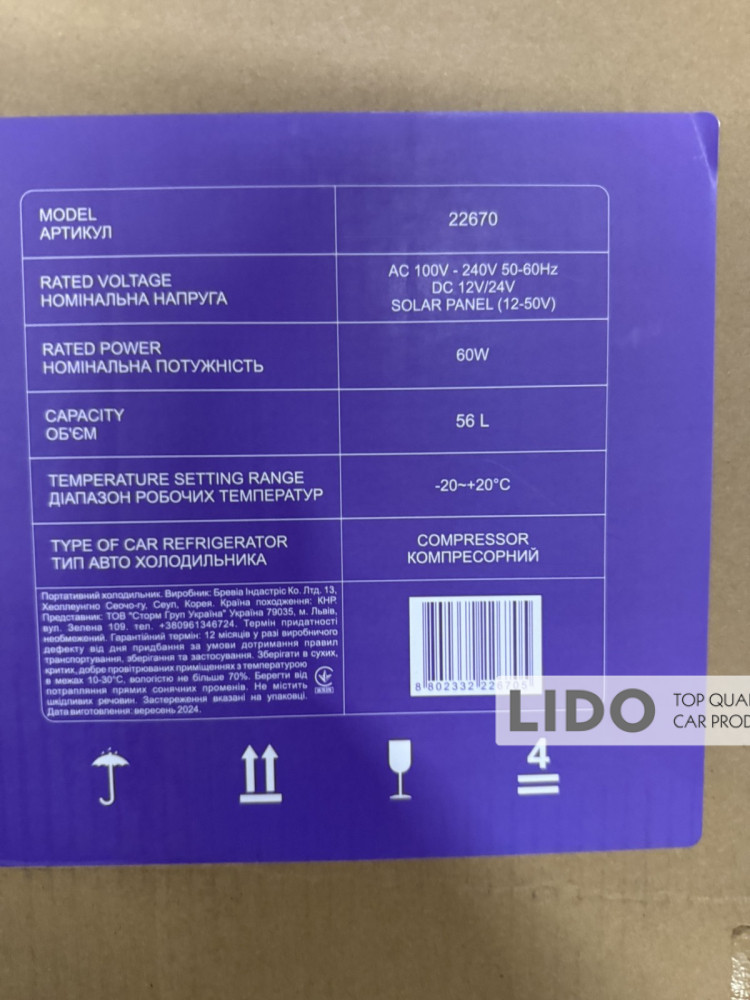 MODEL
АРТИКУЛ
22670
RATED VOLTAGE
НОМІНАЛЬНА НАПРУГА
AC 100V - 240V 50-60Hz
DC 12V/24V
SOLAR PANEL (12-50V)
RATED POWER
НОМІНАЛЬНА ПОТУЖНІСТЬ
60W
CAPACITY
ОБ'ЄМ
56 L
TEMPERATURE SETTING RANGE
ДІАПАЗОН РОБОЧИХ ТЕМПЕРАТУР
-20~+20°C
TYPE OF CAR REFRIGERATOR
ТИП АВТО ХОЛОДИЛЬНИКА
COMPRESSOR
КОМПРЕСОРНИЙ
Портативний холодильник. Виробник: Бревіа Індастріс Ко. Лтд. 13,
Хеоллеунгно Сеочо-гу, Сеул, Корея. Країна походження: КНР.
Представник: ТОВ "Сторм Груп Україна" Україна 79035, м. Львів,
вул. Зелена 109. тел. +380961346724. Термін придатності
необмежений. Гарантійний термін: 12 місяців у разі виробничого
дефекту від дня придбання за умови дотримання правил
транспортування, зберігання та застосування. Зберігати в сухих,
критих, добре провітрюваних приміщеннях з температурою
в межах 10-30°С, вологістю не більше 70%. Берегти від
потрапляння прямих сонячних променів. Не містить
шкідливих речовин. Застереження вказані на упаковці.
Дата виготовлення: вересень 2024.
8 802332 226705
LIDO
TOP QUA
CAR PROD
4